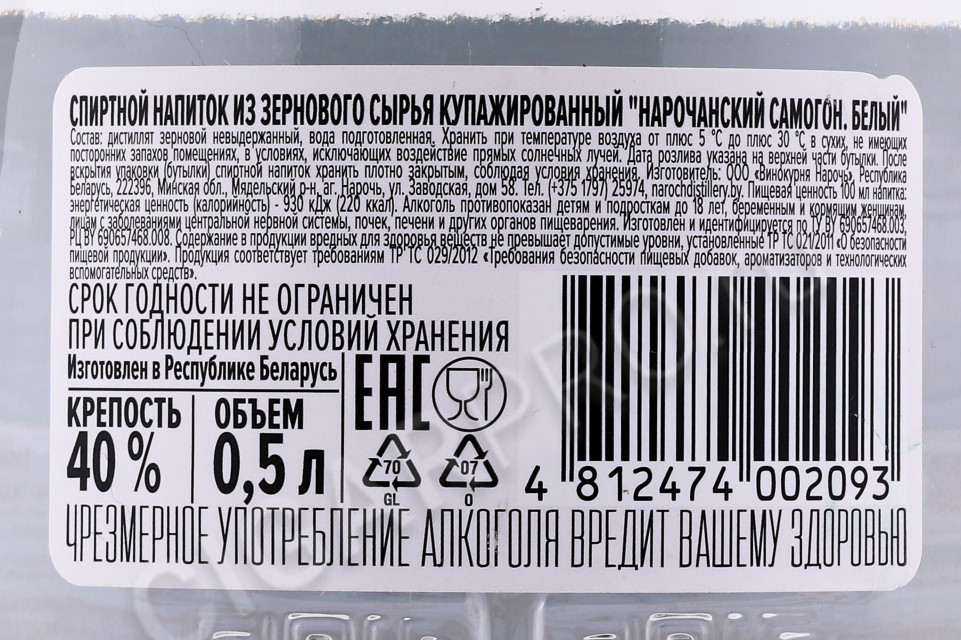 СПИРТНОЙ НАПИТОК ИЗ ЗЕРНОВОГО СЫРЬЯ КУПАЖИРОВАННЫЙ "НАРОЧАНСКИЙ САМОГОН. БЕЛЫЙ"
Состав: дистиллят зерновой невыдержанный, вода подготовленная. Хранить при температуре воздуха от плюс 5 °С до плюс 30 °С в сухих, не имеющих
посторонних запахов помещениях, в условиях, исключающих воздействие прямых солнечных лучей. Дата розлива указана на верхней части бутылки. После
вскрытия упаковки (бутылки) спиртной напиток хранить плотно закрытым, соблюдая условия хранения. Изготовитель: ООО «Винокурня Нарочь», Республика
Беларусь, 222396, Минская обл., Мядельский р-н, аг. Нарочь, ул. Заводская, дом 58. Тел. (+375 1797) 25974, narochdistillery.by. Пищевая ценность 100 мл напитка:
энергетическая ценность (калорийность) - 930 кДж (220 ккал). Алкоголь противопоказан детям и подросткам до 18 лет, беременным и кормящим женщинам,
лицам с заболеваниями центральной нервной системы, почек, печени и других органов пищеварения. Изготовлен и идентифицируется по ТУ BY 690657468.003,
РЦ BY 690657468.008. Содержание в продукции вредных для здоровья веществ не превышает допустимые уровни, установленные ТР ТС 021/2011 «О безопасности
пищевой продукции». Продукция соответствует требованиям ТР ТС 029/2012 «Требования безопасности пищевых добавок, ароматизаторов и технологических
вспомогательных средств».
СРОК ГОДНОСТИ НЕ ОГРАНИЧЕН
ПРИ СОБЛЮДЕНИИ УСЛОВИЙ ХРАНЕНИЯ
Изготовлен в Республике Беларусь
КРЕПОСТЬ
40 %
ОБЪЕМ
0,5 л
EAC
70
GL
07
O
4 812474 002093
ЧРЕЗМЕРНОЕ УПОТРЕБЛЕНИЕ АЛКОГОЛЯ ВРЕДИТ ВАШЕМУ ЗДОРОВЬЮ